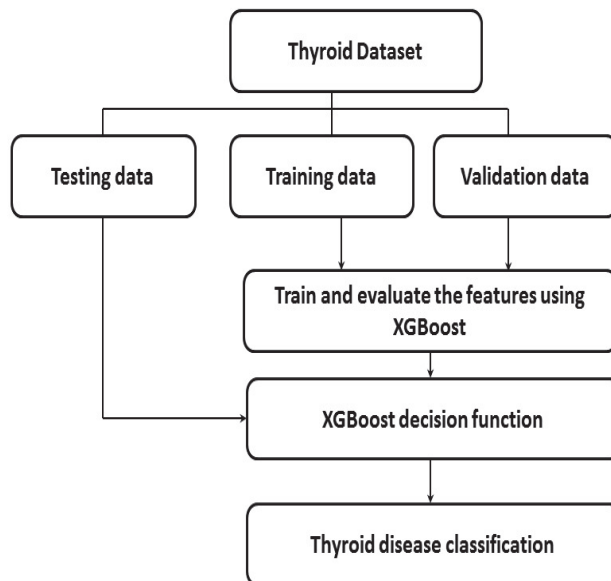 Thyroid Dataset
Testing data
Training data
Validation data
Train and evaluate the features using
XGBoost
XGBoost decision function
Thyroid disease classification